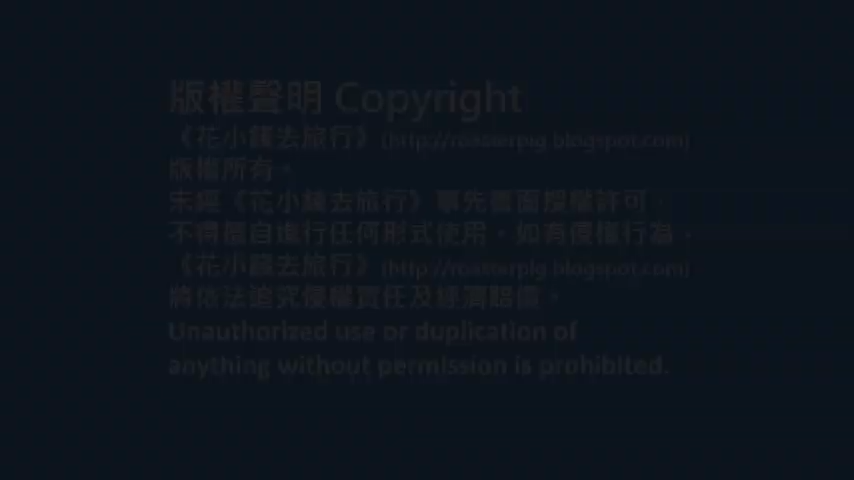 版權聲明 Copyright
《花小錢去旅行》 (http://roasterpig.blogspot.com)
版權所有。
未經《花小錢去旅行》事先書面授權許可，
不得擅自進行任何形式使用。如有侵權行為，
《花小錢去旅行》 (http://roasterpig.blogspot.com)
將依法追究侵權責任及經濟賠償。
Unauthorized use or duplication of
anything without permission is prohibited.